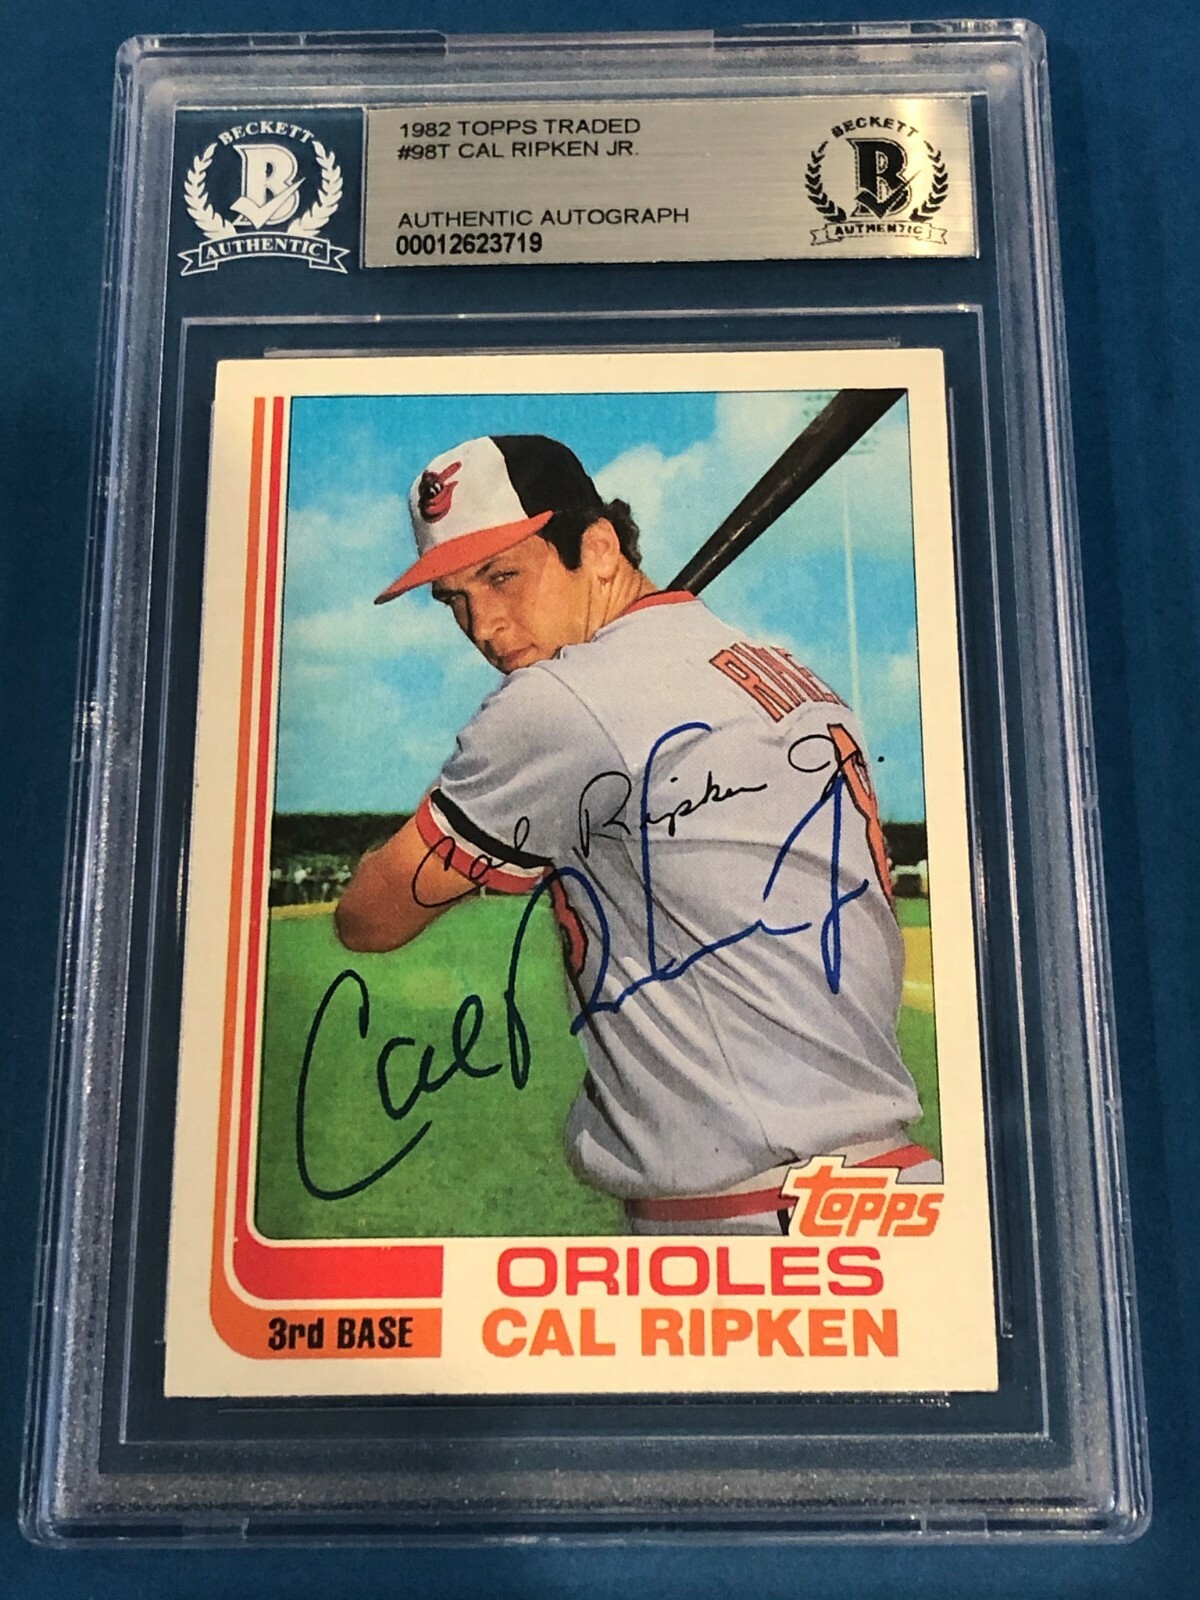 BECKETT
B
AUTHENTIC
1982 TOPPS TRADED
#98T CAL RIPKEN JR.
AUTHENTIC AUTOGRAPH
00012623719
BECKETT
B
AUTHENTIC
Cal Ripken Jr.
Cal Ripken Jr.
TOPPS
ORIOLES
3rd BASE
CAL RIPKEN